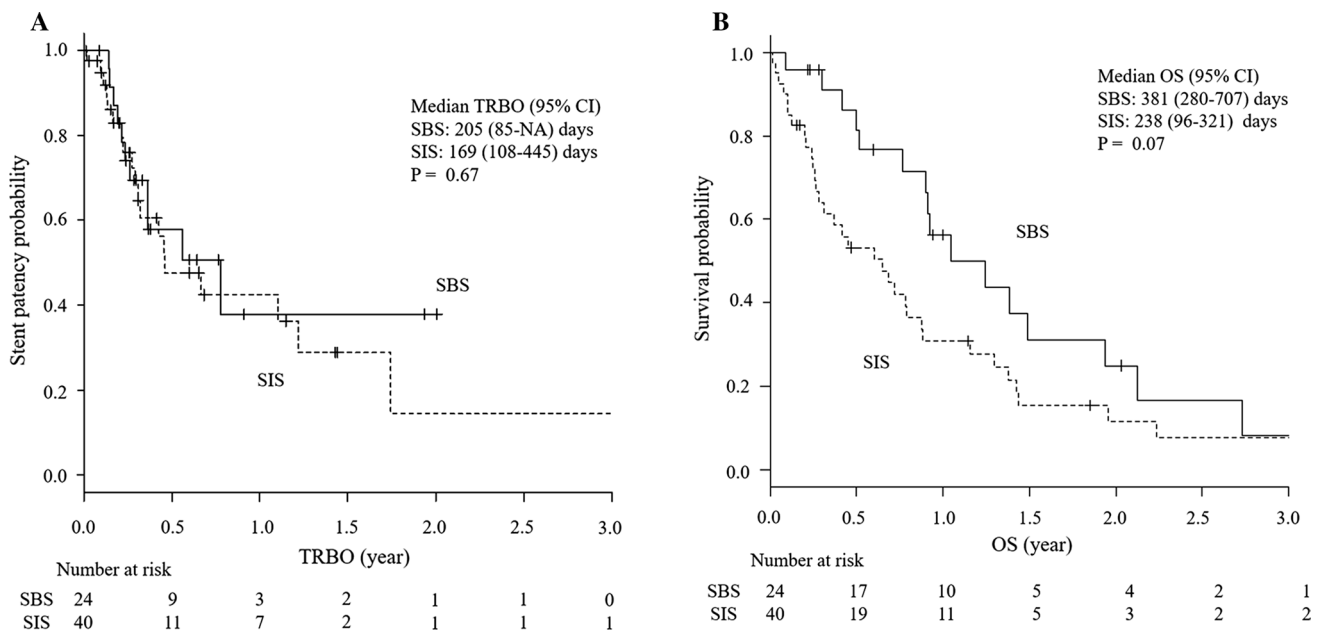 A
Stent patency probability
1.0
0.8
0.6
0.4
0.2
0.0
Median TRBO (95% CI)
SBS: 205 (85-NA) days
SIS: 169 (108-445) days
P = 0.67
SBS
SIS
0.0 0.5 1.0 1.5 2.0 2.5 3.0
TRBO (year)
Number at risk
SBS 24 9 3 2 1 1 0
SIS 40 11 7 2 1 1 1
B
Survival probability
1.0
0.8
0.6
0.4
0.2
0.0
Median OS (95% CI)
SBS: 381 (280-707) days
SIS: 238 (96-321) days
P = 0.07
SBS
SIS
0.0 0.5 1.0 1.5 2.0 2.5 3.0
OS (year)
Number at risk
SBS 24 17 10 5 4 2 1
SIS 40 19 11 5 3 2 2